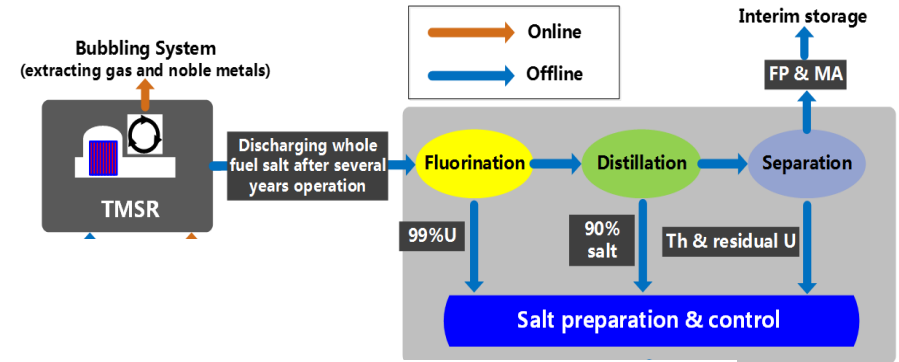 Interim storage
Bubbling System
(extracting gas and noble metals)
Online
Offline
FP & MA
Discharging whole
fuel salt after several
years operation
Fluorination
Distillation
Separation
TMSR
99%U
90%
salt
Th & residual U
Salt preparation & control